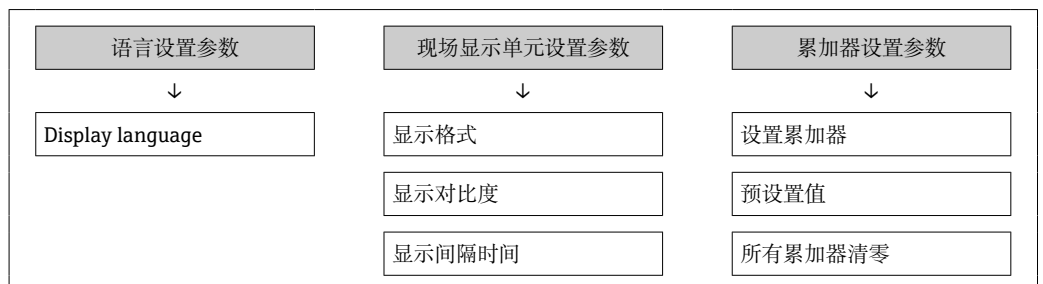 语言设置参数
现场显示单元设置参数
累加器设置参数
↓
↓
↓
Display language
显示格式
设置累加器
显示对比度
预设置值
显示间隔时间
所有累加器清零